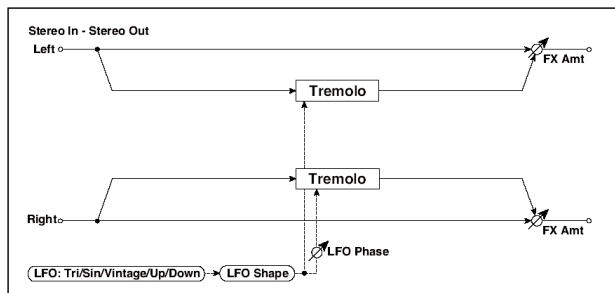 Stereo In - Stereo Out
Left
FX Amt
Tremolo
Tremolo
Right
FX Amt
LFO Phase
LFO: Tri/Sin/Vintage/Up/Down
LFO Shape